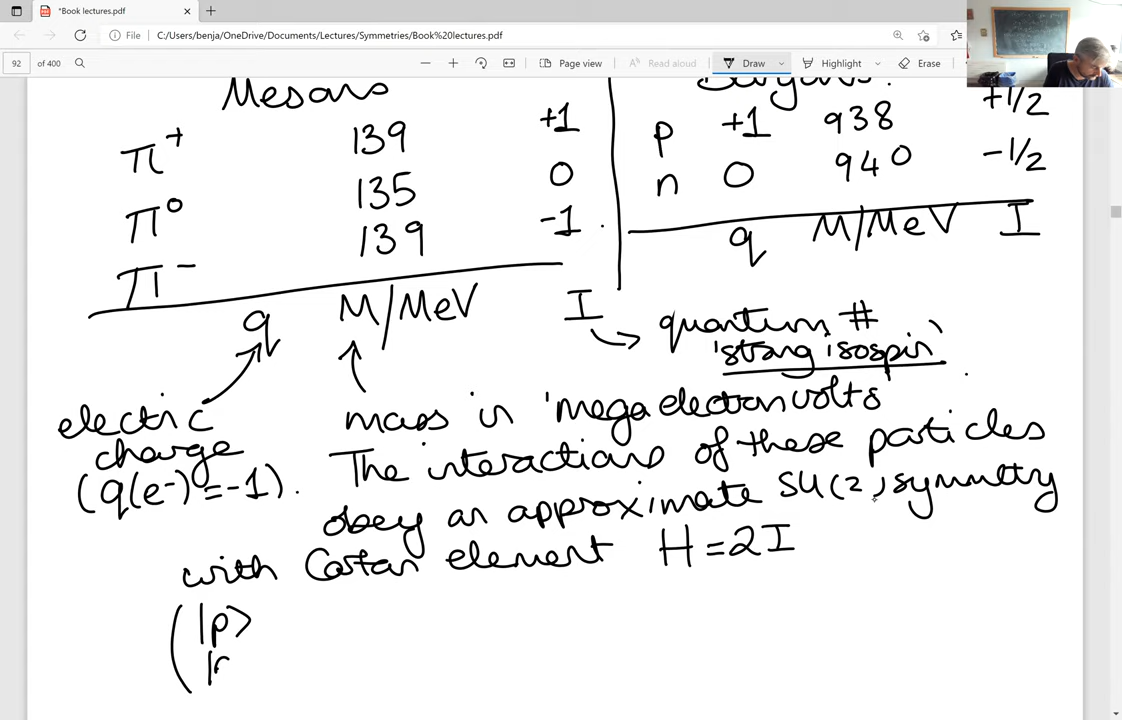 *Book lectures.pdf
File C:/Users/benja/OneDrive/Documents/Lectures/Symmetries/Book%20lectures.pdf
92 of 400 Page view Read aloud Draw Highlight Erase
Mesons
π⁺ 139 +1
π⁰ 135 0
π⁻ 139 -1
q M/MeV I
Baryons:
p +1 938 +1/2
n 0 940 -1/2
q M/MeV I
quantum #
'strong isospin'
electric
charge
(q(e⁻)=-1).
mass in 'mega electron volts
The interactions of these particles
obey an approximate SU(2) symmetry
with Cartan element H=2I
(|p>